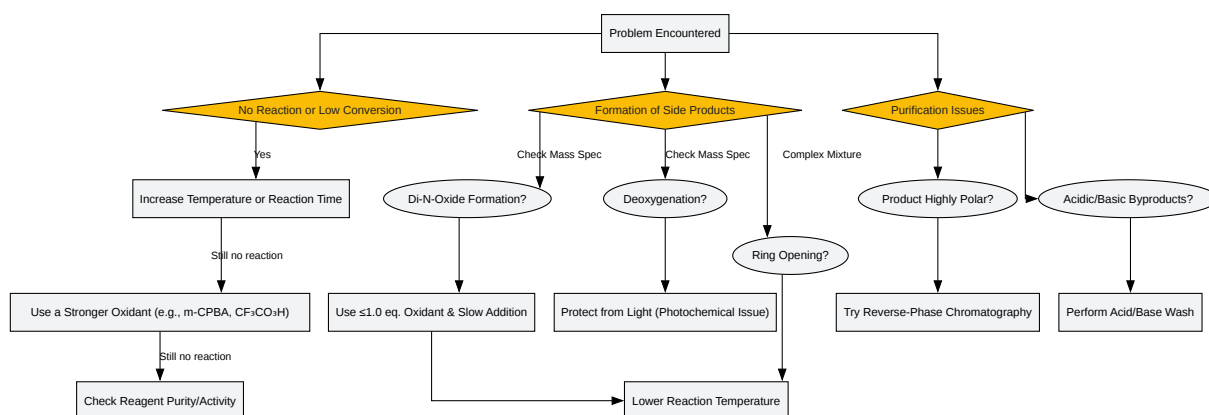 Problem Encountered
No Reaction or Low Conversion
Formation of Side Products
Purification Issues
Yes
Check Mass Spec
Check Mass Spec
Complex Mixture
Increase Temperature or Reaction Time
Di-N-Oxide Formation?
Deoxygenation?
Product Highly Polar?
Acidic/Basic Byproducts?
Still no reaction
Ring Opening?
Use a Stronger Oxidant (e.g., m-CPBA, CF₃CO₃H)
Use ≤1.0 eq. Oxidant & Slow Addition
Protect from Light (Photochemical Issue)
Try Reverse-Phase Chromatography
Perform Acid/Base Wash
Still no reaction
Check Reagent Purity/Activity
Lower Reaction Temperature